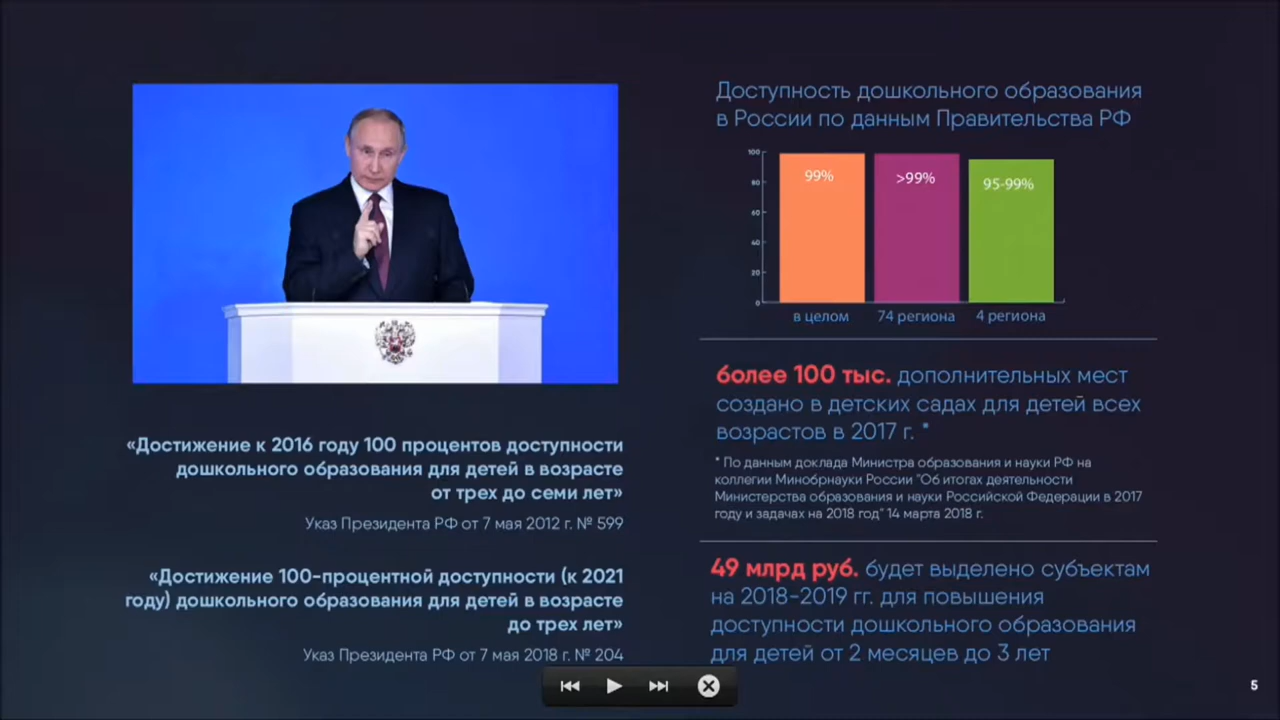 «Достижение к 2016 году 100 процентов доступности
дошкольного образования для детей в возрасте
от трех до семи лет»
Указ Президента РФ от 7 мая 2012 г. № 599
«Достижение 100-процентной доступности (к 2021
году) дошкольного образования для детей в возрасте
до трех лет»
Указ Президента РФ от 7 мая 2018 г. № 204
Доступность дошкольного образования
в России по данным Правительства РФ
100
80
60
40
20
0
99%
>99%
95-99%
в целом
74 региона
4 региона
более 100 тыс. дополнительных мест
создано в детских садах для детей всех
возрастов в 2017 г. *
* По данным доклада Министра образования и науки РФ на
коллегии Минобрнауки России "Об итогах деятельности
Министерства образования и науки Российской Федерации в 2017
году и задачах на 2018 год" 14 марта 2018 г.
49 млрд руб. будет выделено субъектам
на 2018-2019 гг. для повышения
доступности дошкольного образования
для детей от 2 месяцев до 3 лет
5